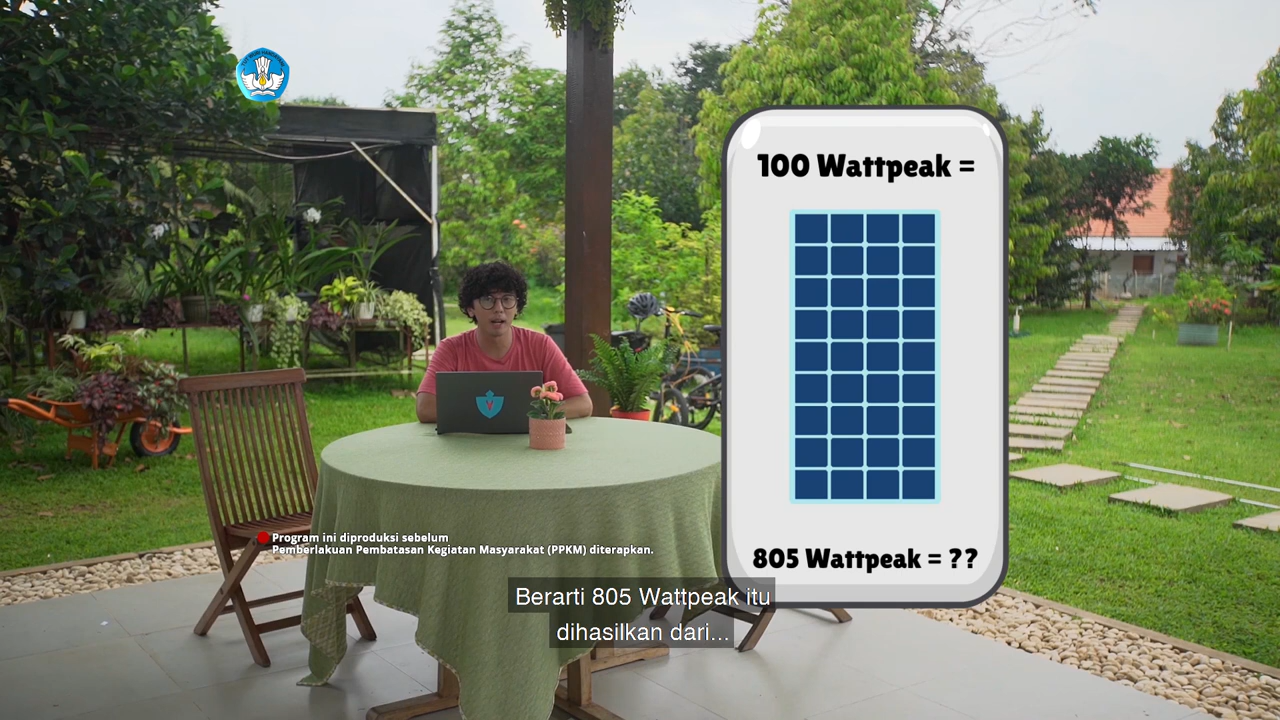 100 Wattpeak =
805 Wattpeak = ??
Program ini diproduksi sebelum
Pemberlakuan Pembatasan Kegiatan Masyarakat (PPKM) diterapkan.
Berarti 805 Wattpeak itu
dihasilkan dari...